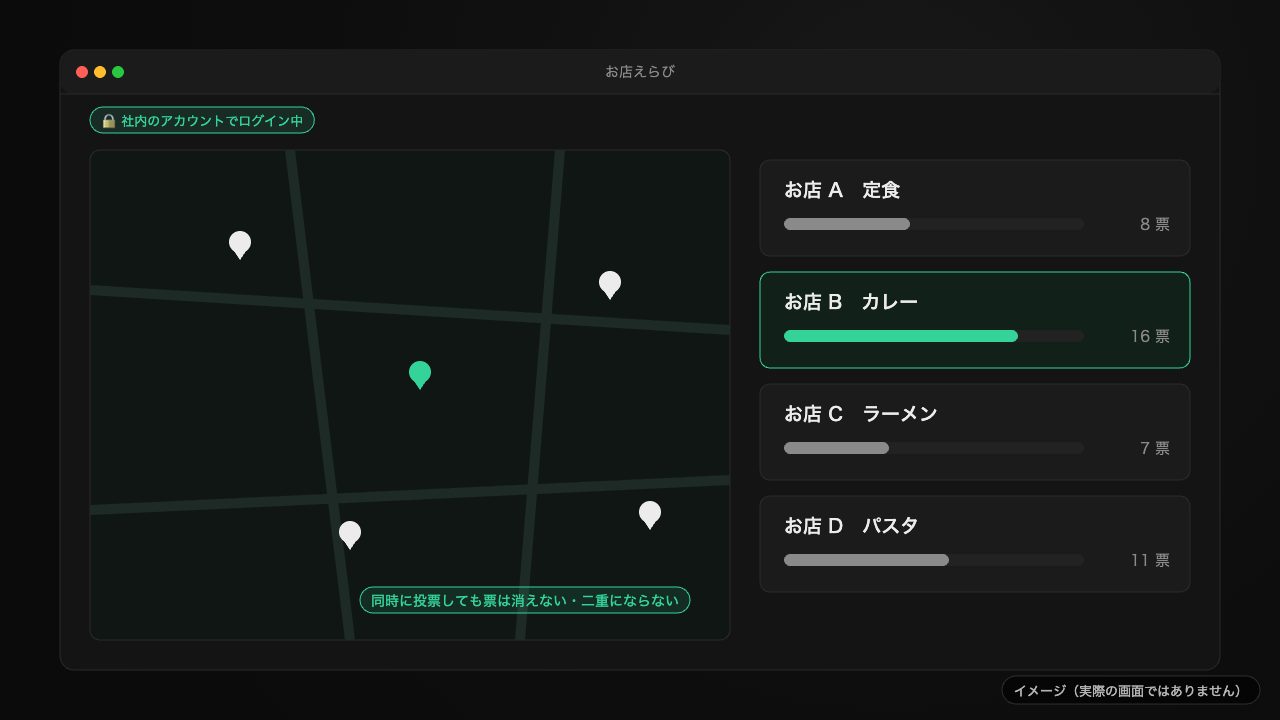 お店えらび
🔒 社内のアカウントでログイン中
お店 A　定食
8 票
お店 B　カレー
16 票
お店 C　ラーメン
7 票
お店 D　パスタ
11 票
同時に投票しても票は消えない・二重にならない
イメージ（実際の画面ではありません）